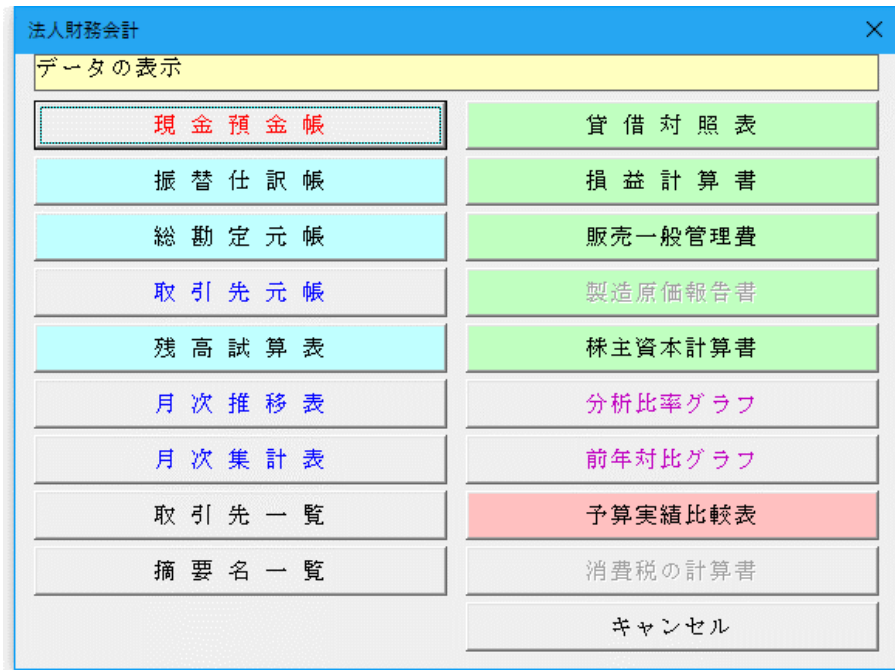 法人財務会計
データの表示
現金預金帳
振替仕訳帳
総勘定元帳
取引先元帳
残高試算表
月次推移表
月次集計表
取引先一覧
摘要名一覧
貸借対照表
損益計算書
販売一般管理費
製造原価報告書
株主資本計算書
分析比率グラフ
前年対比グラフ
予算実績比較表
消費税の計算書
キャンセル